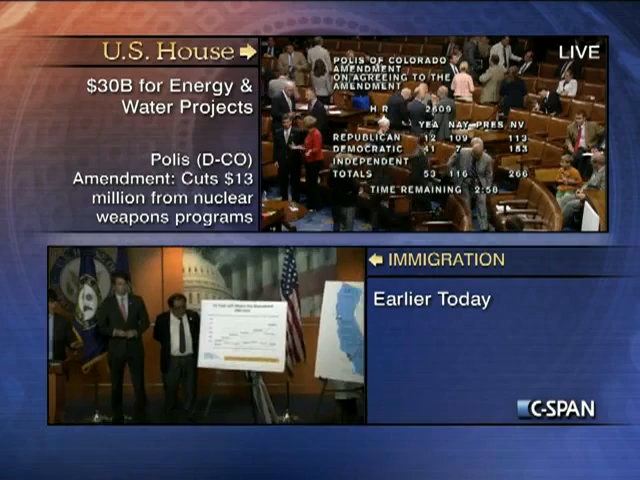 U.S. House
$30B for Energy &
Water Projects
Polis (D-CO)
Amendment: Cuts $13
million from nuclear
weapons programs
LIVE
POLIS OF COLORADO
AMENDMENT
ON AGREEING TO THE
AMENDMENT
H R 2609
YEA NAY PRES NV
REPUBLICAN 12 109 113
DEMOCRATIC 41 7 153
INDEPENDENT
TOTALS 53 116 266
TIME REMAINING 2:58
IMMIGRATION
Earlier Today
C-SPAN